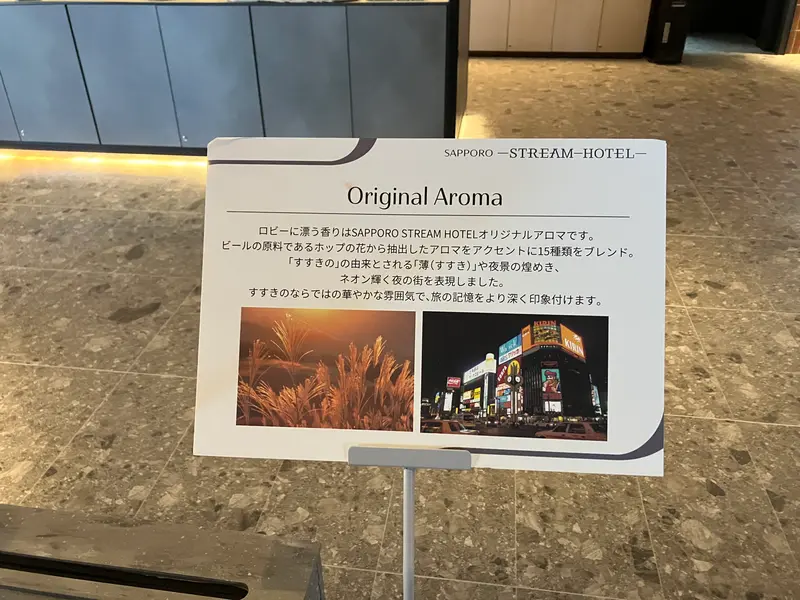 SAPPORO STREAM HOTEL
Original Aroma
ロビーに漂う香りはSAPPORO STREAM HOTELオリジナルアロマです。
ビールの原料であるホップの花から抽出したアロマをアクセントに15種類をブレンド。
「すすきの」の由来とされる「薄(すすき)」や夜景の煌めき、
ネオン輝く夜の街を表現しました。
すすきのならではの華やかな雰囲気で、旅の記憶をより深く印象付けます。
KIRIN
KIRIN